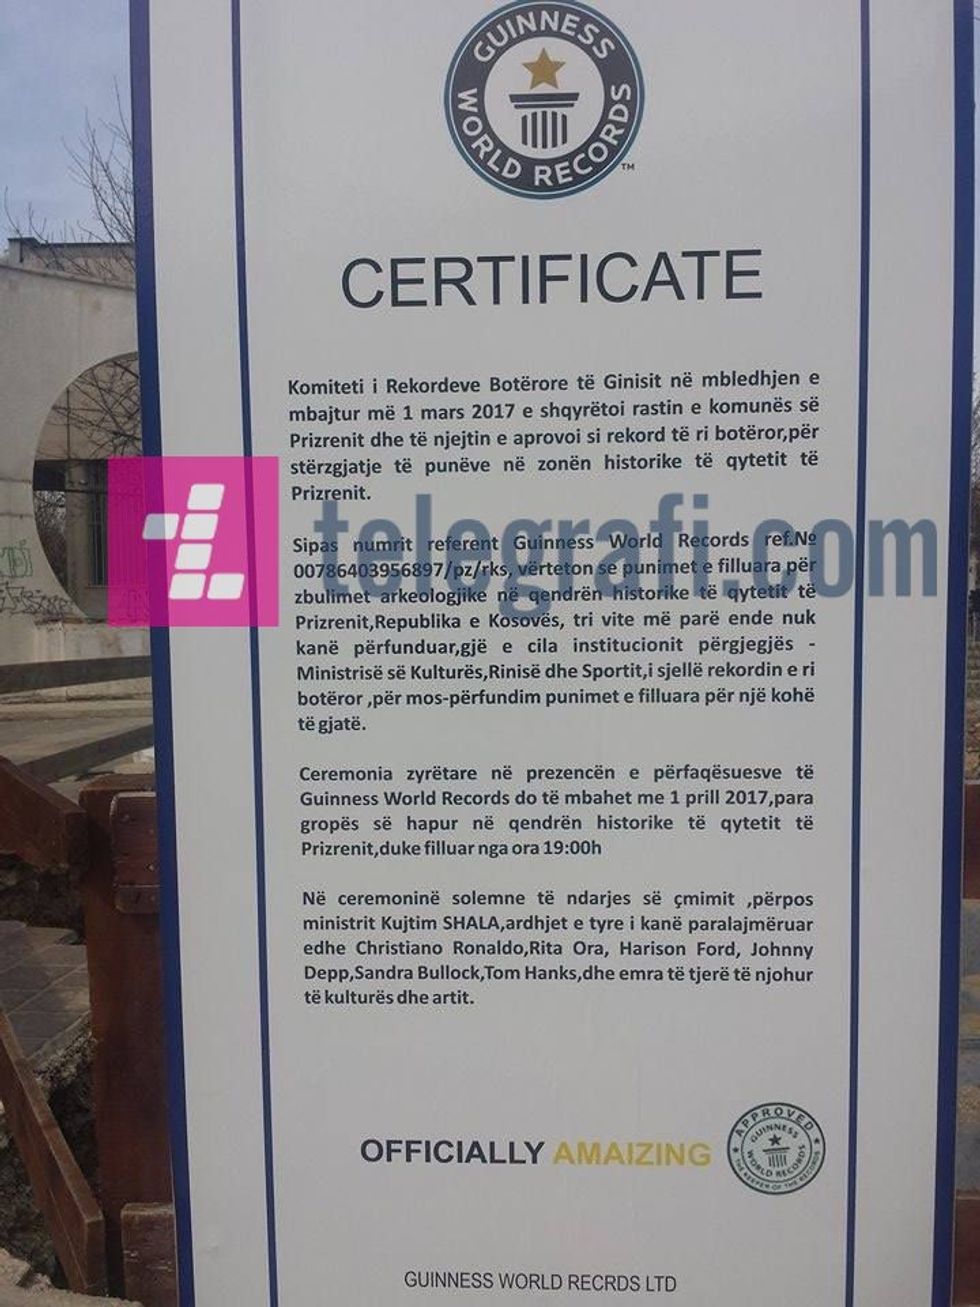 GUINNESS
WORLD RECORDS
TM
CERTIFICATE
Komiteti i Rekordeve Botërore të Ginisit në mbledhjen e
mbajtur më 1 mars 2017 e shqyrëtoi rastin e komunës së
Prizrenit dhe të njejtin e aprovoi si rekord të ri botëror,për
stërzgjatje të punëve në zonën historike të qytetit të
Prizrenit.
telegrafi.com
Sipas numrit referent Guinness World Records ref.№
00786403956897/pz/rks, vërteton se punimet e filluara për
zbulimet arkeologjike në qendrën historike të qytetit të
Prizrenit,Republika e Kosovës, tri vite më parë ende nuk
kanë përfunduar,gjë e cila institucionit përgjegjës -
Ministrisë së Kulturës,Rinisë dhe Sportit,i sjellë rekordin e ri
botëror ,për mos-përfundim punimet e filluara për një kohë
të gjatë.
Ceremonia zyrëtare në prezencën e përfaqësuesve të
Guinness World Records do të mbahet me 1 prill 2017,para
gropës së hapur në qendrën historike të qytetit të
Prizrenit,duke filluar nga ora 19:00h
Në ceremoninë solemne të ndarjes së çmimit ,përpos
ministrit Kujtim SHALA,ardhjet e tyre i kanë paralajmëruar
edhe Christiano Ronaldo,Rita Ora, Harison Ford, Johnny
Depp,Sandra Bullock,Tom Hanks,dhe emra të tjerë të njohur
të kulturës dhe artit.
OFFICIALLY AMAIZING
APPROVED
GUINNESS
WORLD RECORDS
THE KEEPER OF THE RECORDS
GUINNESS WORLD RECRDS LTD